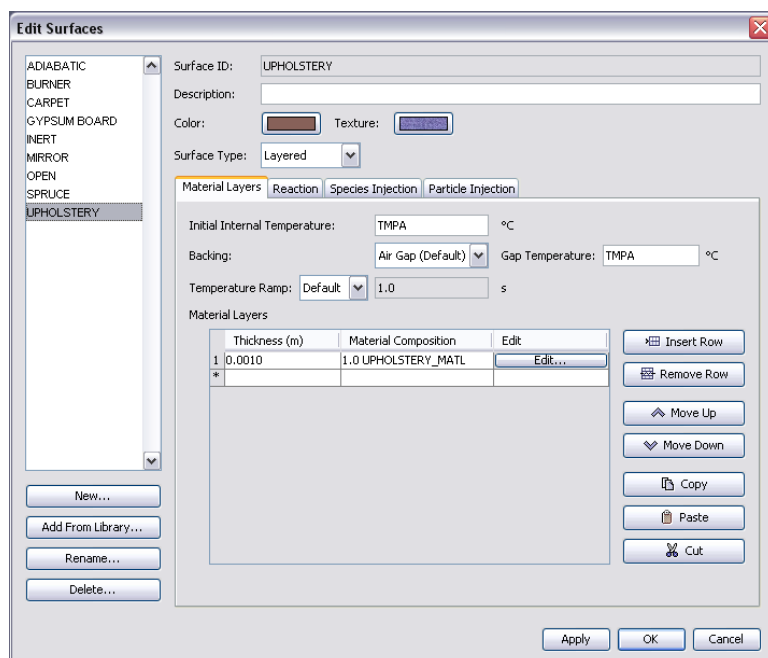 Edit Surfaces
ADIABATIC
BURNER
CARPET
GYPSUM BOARD
INERT
MIRROR
OPEN
SPRUCE
UPHOLSTERY
New...
Add From Library...
Rename...
Delete...
Surface ID: UPHOLSTERY
Description:
Color: Texture:
Surface Type: Layered
Material Layers Reaction Species Injection Particle Injection
Initial Internal Temperature: TMPA °C
Backing: Air Gap (Default) Gap Temperature: TMPA °C
Temperature Ramp: Default 1.0 s
Material Layers
Thickness (m) Material Composition Edit
1 0.0010 1.0 UPHOLSTERY_MATL Edit...
*
Insert Row
Remove Row
Move Up
Move Down
Copy
Paste
Cut
Apply OK Cancel